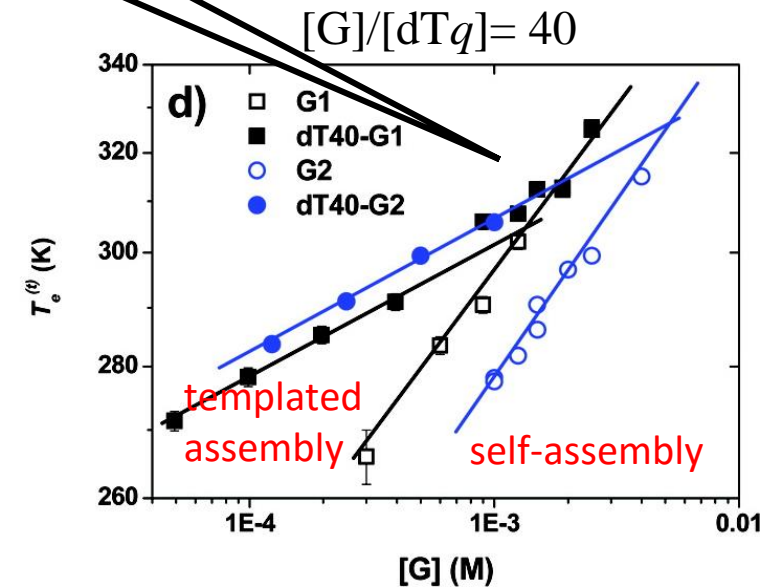 [G]/[dTq]= 40
340
320
300
280
260
T_e^(t) (K)
d)
G1
dT40-G1
G2
dT40-G2
templated
assembly
self-assembly
1E-4
1E-3
0.01
[G] (M)